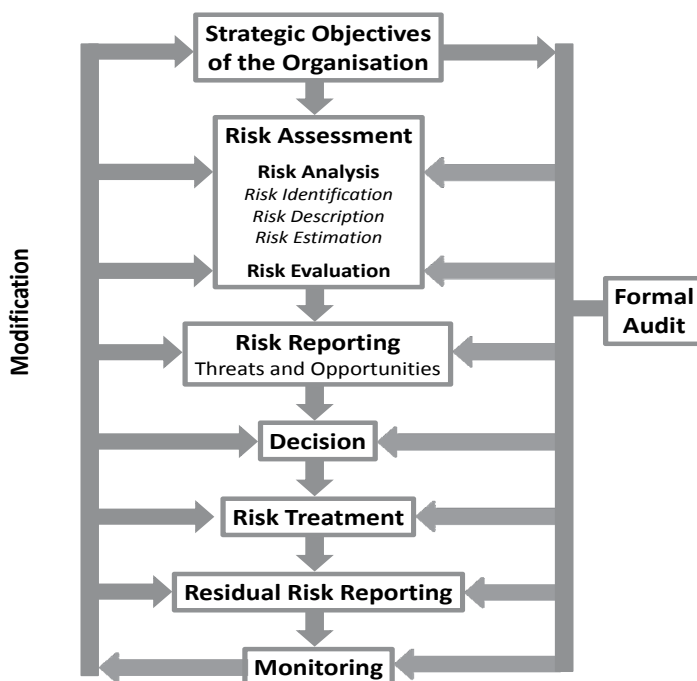 Strategic Objectives
of the Organisation
Risk Assessment
Risk Analysis
Risk Identification
Risk Description
Risk Estimation
Risk Evaluation
Risk Reporting
Threats and Opportunities
Decision
Risk Treatment
Residual Risk Reporting
Monitoring
Modification
Formal
Audit